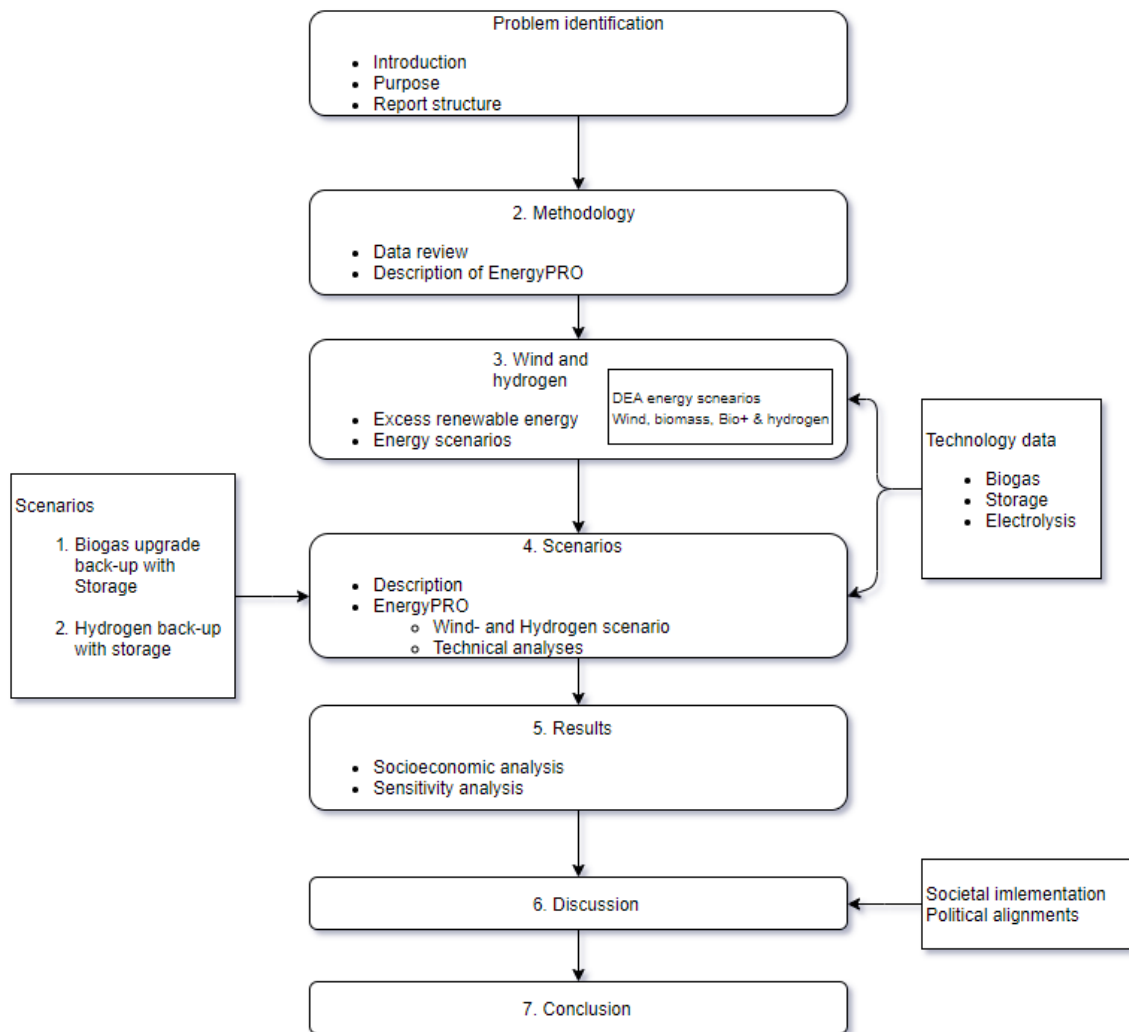 Problem identification
• Introduction
• Purpose
• Report structure
2. Methodology
• Data review
• Description of EnergyPRO
3. Wind and
hydrogen
• Excess renewable energy
• Energy scenarios
DEA energy scnearios
Wind, biomass, Bio+ & hydrogen
Technology data
• Biogas
• Storage
• Electrolysis
Scenarios
1. Biogas upgrade
back-up with
Storage
2. Hydrogen back-up
with storage
4. Scenarios
• Description
• EnergyPRO
○ Wind- and Hydrogen scenario
○ Technical analyses
5. Results
• Socioeconomic analysis
• Sensitivity analysis
6. Discussion
Societal imlementation
Political alignments
7. Conclusion